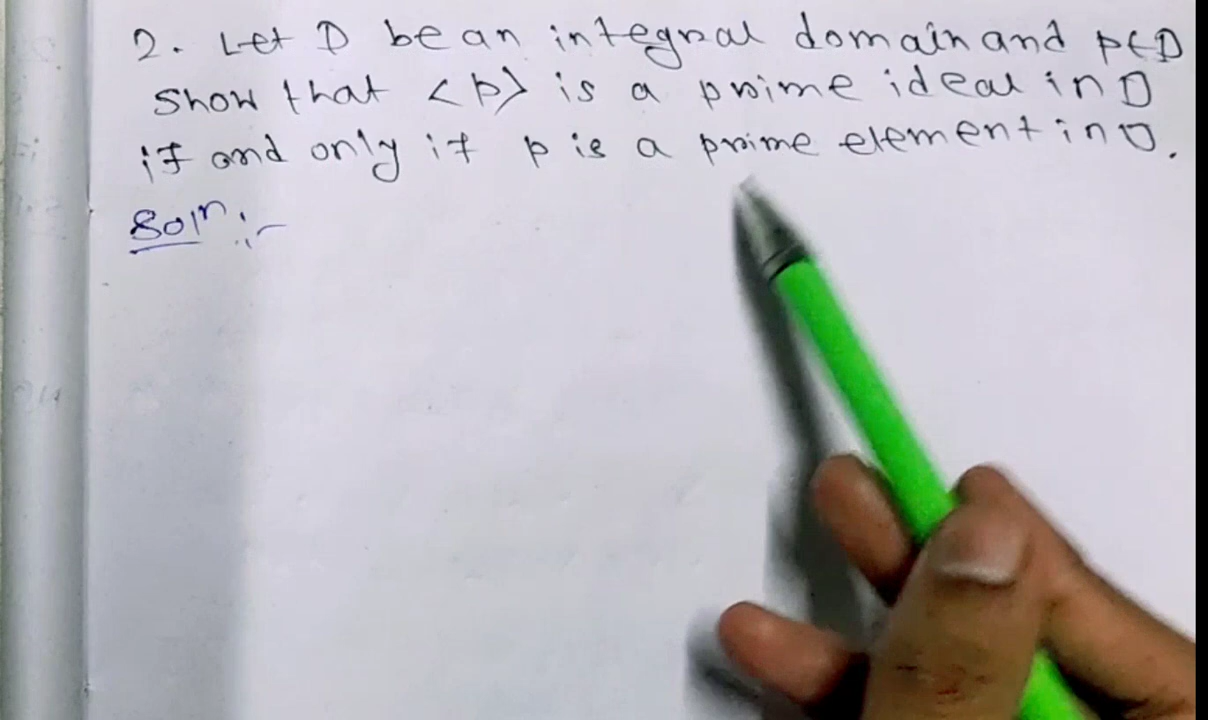 2. Let D be an integral domain and p∈D
Show that <p> is a prime ideal in D
if and only if p is a prime element in D.
Soln:-